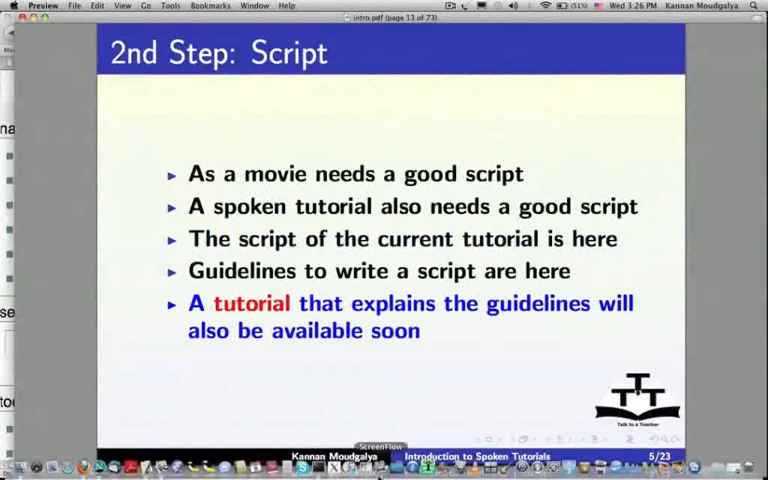 Preview File Edit View Go Tools Bookmarks Window Help (51%) Wed 3:26 PM Kannan Moudgalya
intro.pdf (page 13 of 73)
2nd Step: Script
As a movie needs a good script
A spoken tutorial also needs a good script
The script of the current tutorial is here
Guidelines to write a script are here
A tutorial that explains the guidelines will
also be available soon
T
T T
Talk to a Teacher
ScreenFlow
Kannan Moudgalya Introduction to Spoken Tutorials 5/23